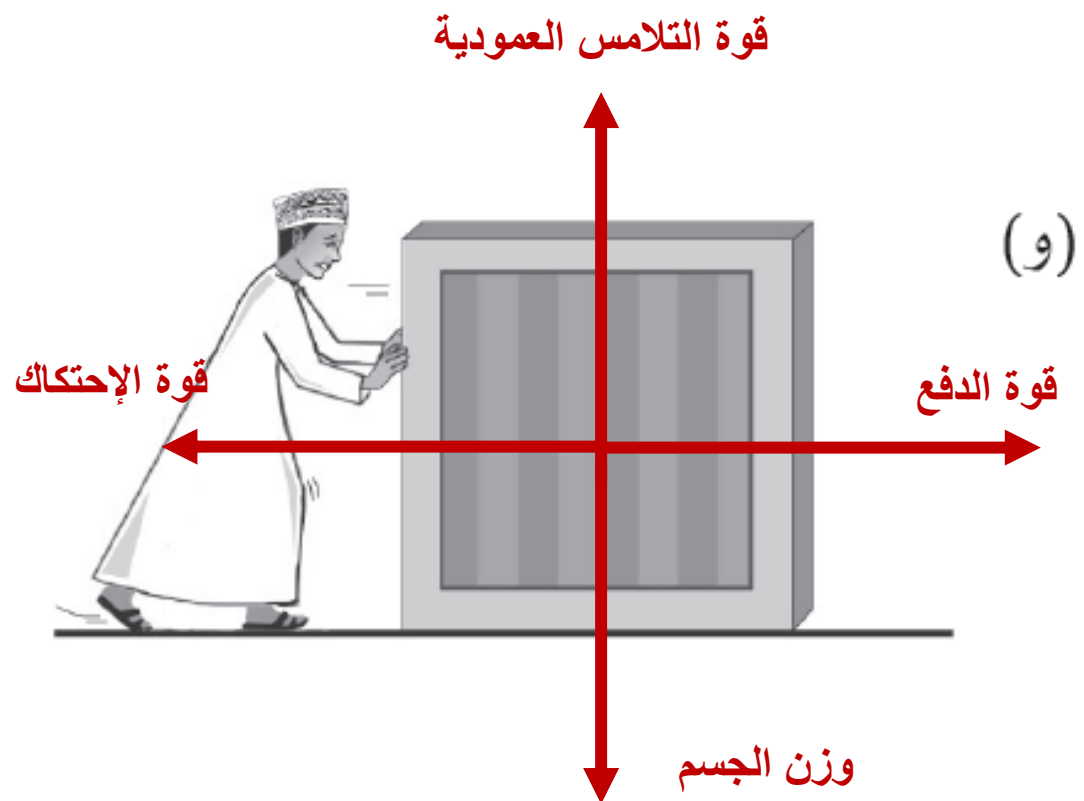 قوة التلامس العمودية
(و)
قوة الإحتكاك
قوة الدفع
وزن الجسم